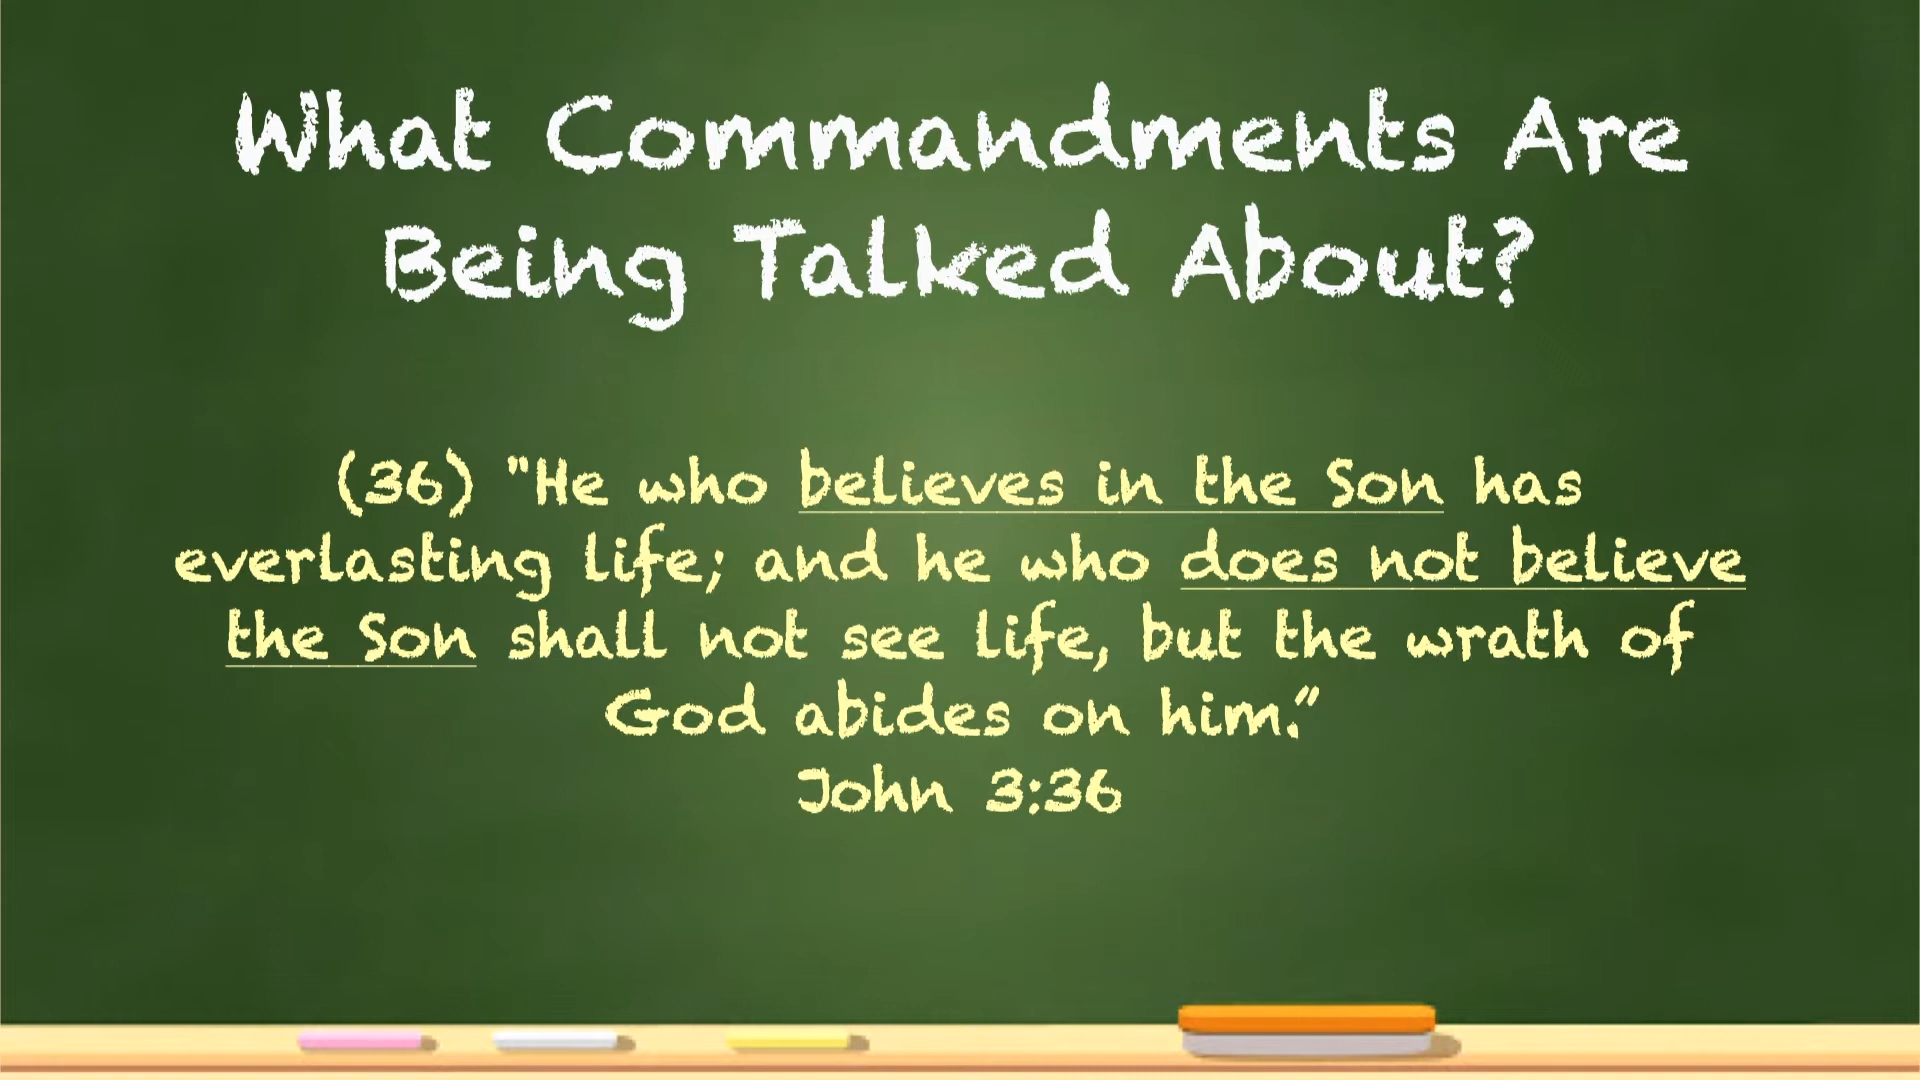 What Commandments Are
Being Talked About?
(36) "He who believes in the Son has
everlasting life; and he who does not believe
the Son shall not see life, but the wrath of
God abides on him.”
John 3:36